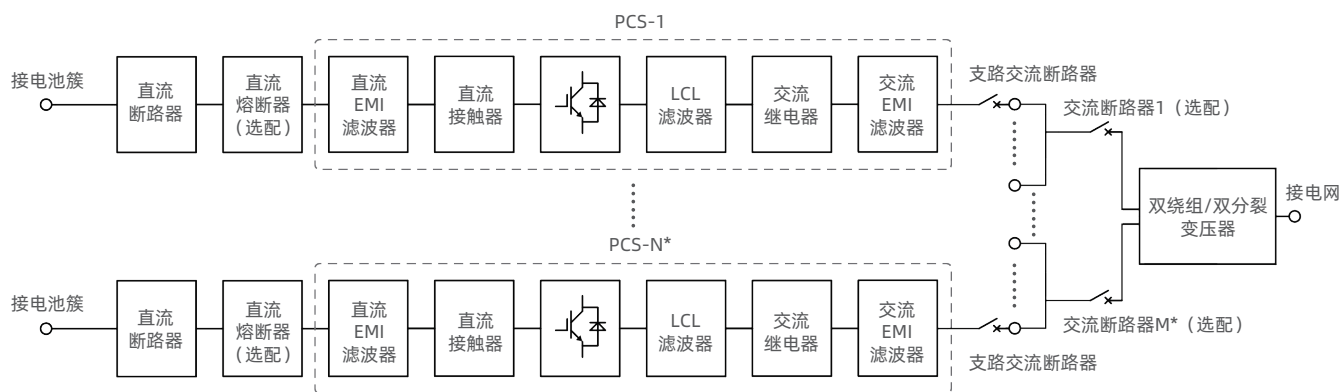 PCS-1
接电池簇
直流
断路器
直流
熔断器
(选配)
直流
EMI
滤波器
直流
接触器
LCL
滤波器
交流
继电器
交流
EMI
滤波器
支路交流断路器
交流断路器1（选配）
双绕组/双分裂
变压器
接电网
PCS-N*
接电池簇
直流
断路器
直流
熔断器
(选配)
直流
EMI
滤波器
直流
接触器
LCL
滤波器
交流
继电器
交流
EMI
滤波器
交流断路器M*（选配）
支路交流断路器